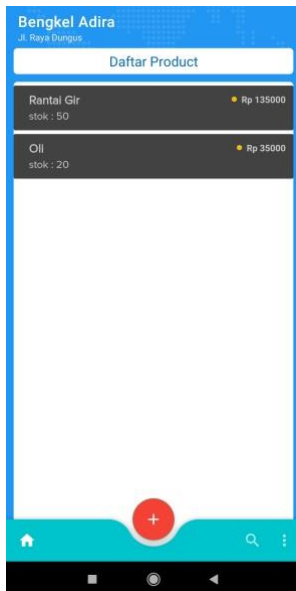 Bengkel Adira
Jl. Raya Dungus
Daftar Product
Rantai Gir
Rp 135000
stok : 50
Oli
Rp 35000
stok : 20